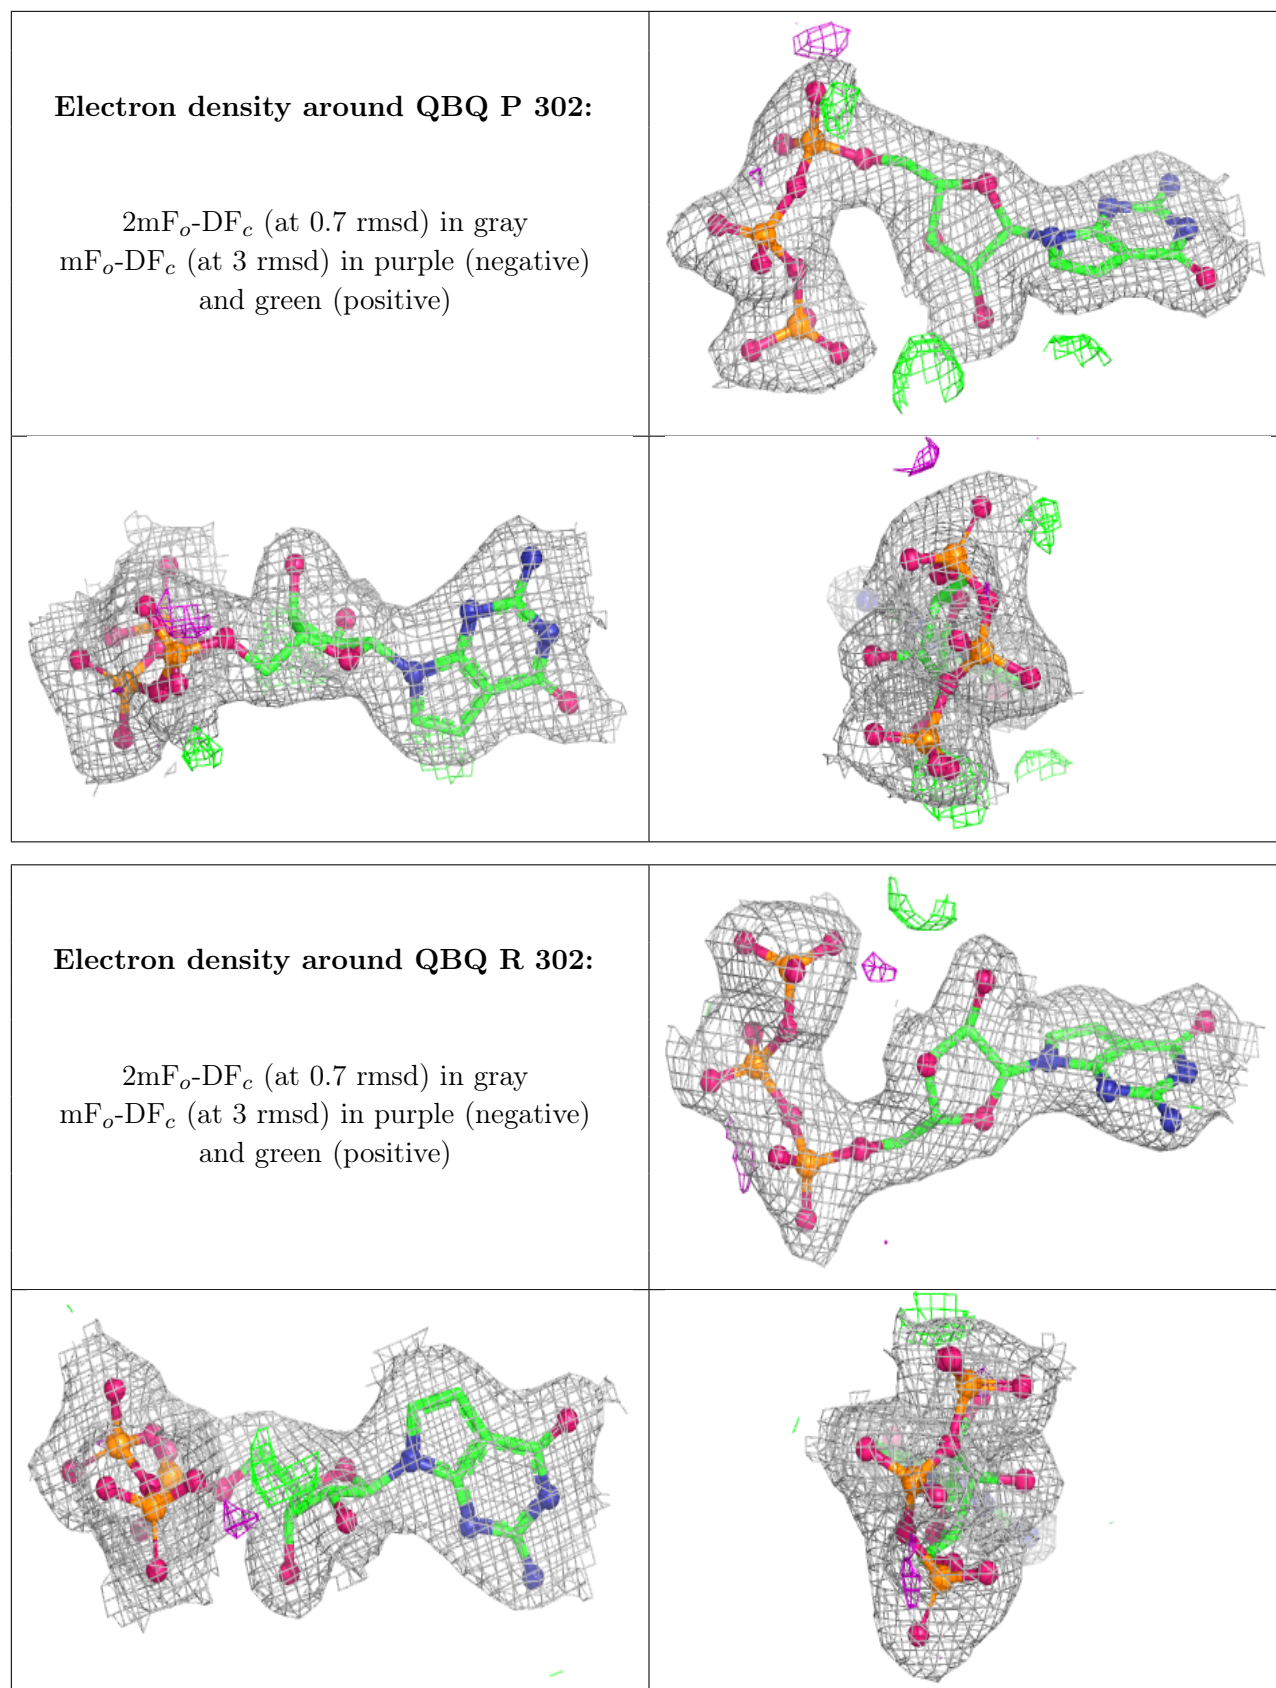 Electron density around QBQ P 302:
2mFo-DFc (at 0.7 rmsd) in gray
mFo-DFc (at 3 rmsd) in purple (negative)
and green (positive)
Electron density around QBQ R 302:
2mFo-DFc (at 0.7 rmsd) in gray
mFo-DFc (at 3 rmsd) in purple (negative)
and green (positive)